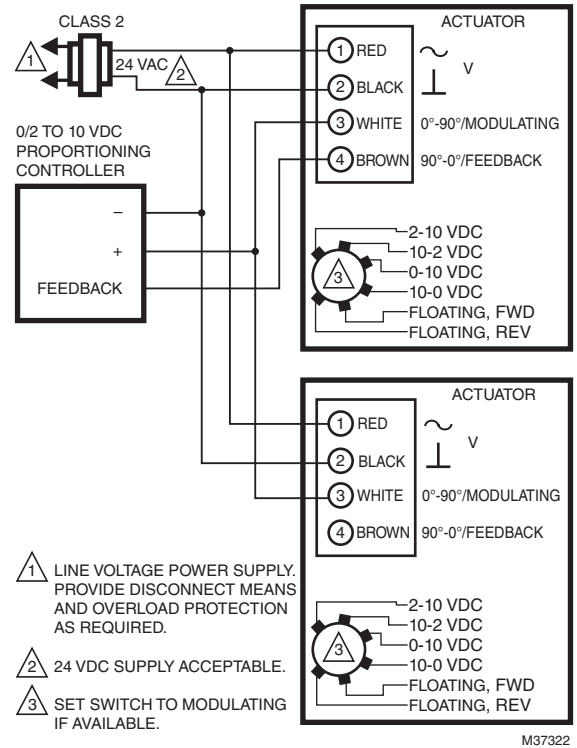 CLASS 2
1
24 VAC
2
0/2 TO 10 VDC
PROPORTIONING
CONTROLLER
–
+
FEEDBACK
ACTUATOR
1 RED
V
2 BLACK
3 WHITE 0°-90°/MODULATING
4 BROWN 90°-0°/FEEDBACK
3
2-10 VDC
10-2 VDC
0-10 VDC
10-0 VDC
FLOATING, FWD
FLOATING, REV
ACTUATOR
1 RED
V
2 BLACK
3 WHITE 0°-90°/MODULATING
4 BROWN 90°-0°/FEEDBACK
3
2-10 VDC
10-2 VDC
0-10 VDC
10-0 VDC
FLOATING, FWD
FLOATING, REV
1 LINE VOLTAGE POWER SUPPLY.
PROVIDE DISCONNECT MEANS
AND OVERLOAD PROTECTION
AS REQUIRED.
2 24 VDC SUPPLY ACCEPTABLE.
3 SET SWITCH TO MODULATING
IF AVAILABLE.
M37322